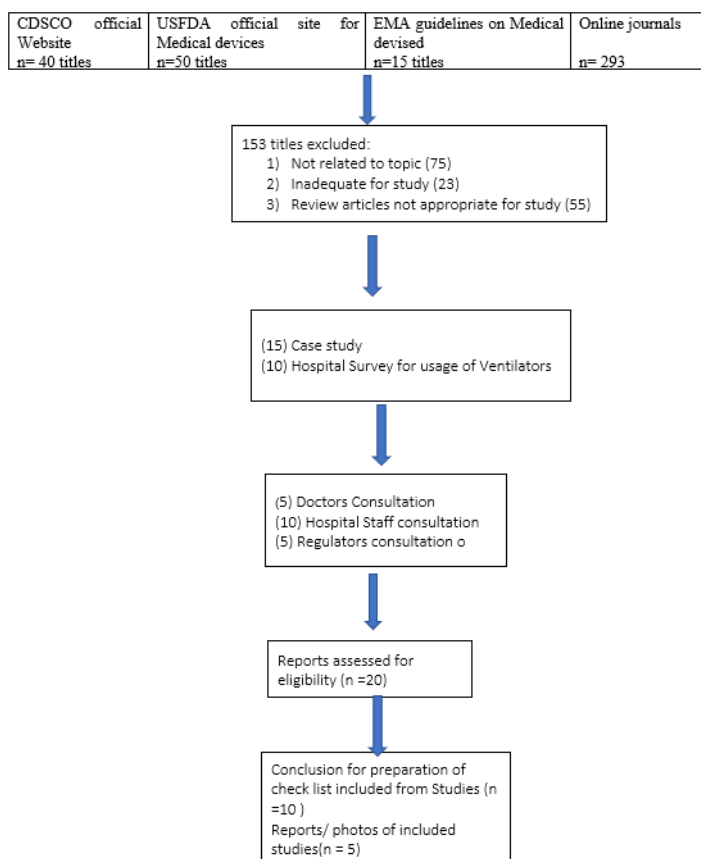 CDSCO official
Website
n= 40 titles
USFDA official site for
Medical devices
n=50 titles
EMA guidelines on Medical
devised
n=15 titles
Online journals
n= 293
153 titles excluded:
1) Not related to topic (75)
2) Inadequate for study (23)
3) Review articles not appropriate for study (55)
(15) Case study
(10) Hospital Survey for usage of Ventilators
(5) Doctors Consultation
(10) Hospital Staff consultation
(5) Regulators consultation o
Reports assessed for
eligibility (n =20)
Conclusion for preparation of
check list included from Studies (n
=10 )
Reports/ photos of included
studies(n = 5)